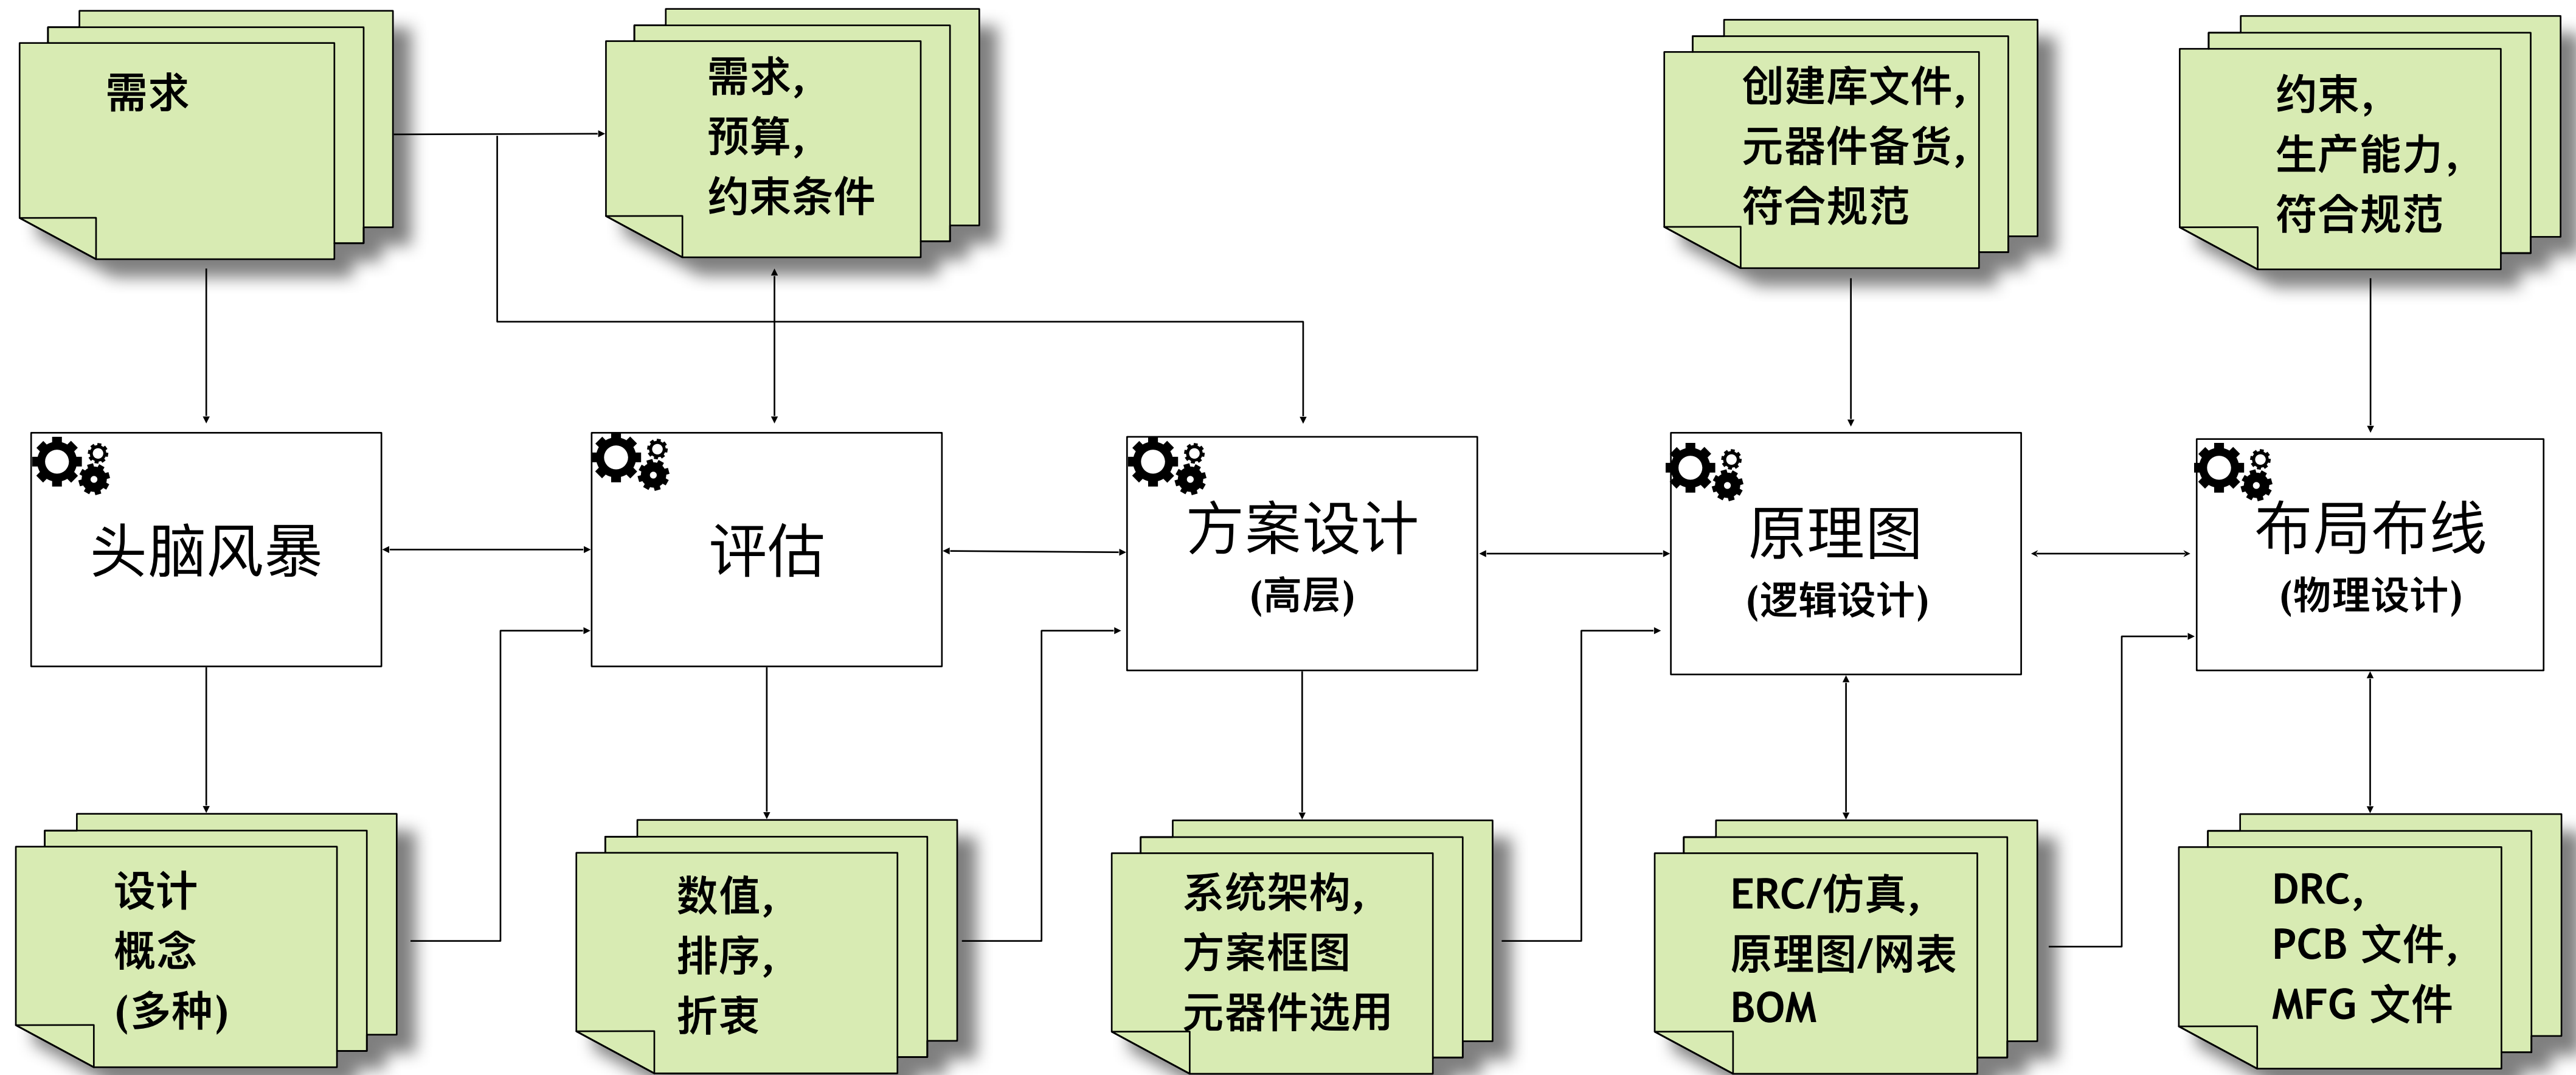 需求
需求，
预算，
约束条件
创建库文件，
元器件备货，
符合规范
约束，
生产能力，
符合规范
头脑风暴
评估
方案设计
(高层)
原理图
(逻辑设计)
布局布线
(物理设计)
设计
概念
(多种)
数值，
排序，
折衷
系统架构，
方案框图
元器件选用
ERC/仿真，
原理图/网表
BOM
DRC，
PCB 文件，
MFG 文件